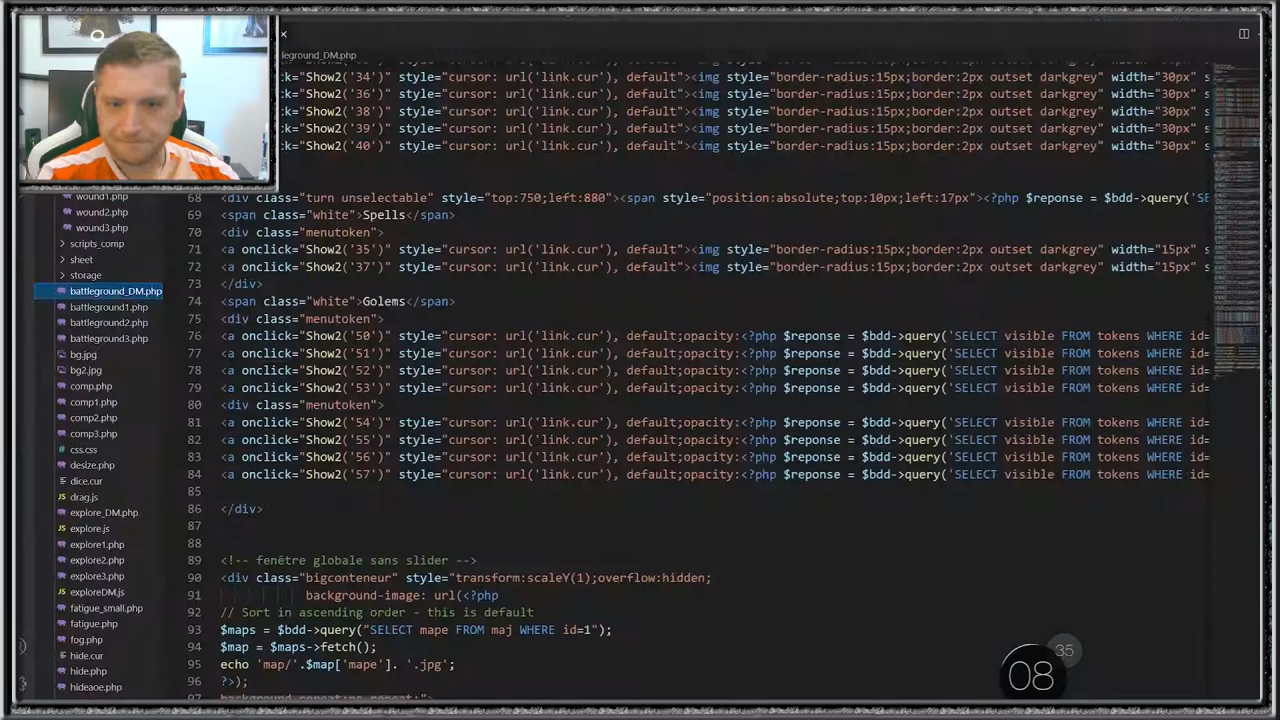 leground_DM.php
ck="Show2('34')" style="cursor: url('link.cur'), default"><img style="border-radius:15px;border:2px outset darkgrey" width="30px" s
ck="Show2('36')" style="cursor: url('link.cur'), default"><img style="border-radius:15px;border:2px outset darkgrey" width="30px" s
ck="Show2('38')" style="cursor: url('link.cur'), default"><img style="border-radius:15px;border:2px outset darkgrey" width="30px" s
ck="Show2('39')" style="cursor: url('link.cur'), default"><img style="border-radius:15px;border:2px outset darkgrey" width="30px" s
ck="Show2('40')" style="cursor: url('link.cur'), default"><img style="border-radius:15px;border:2px outset darkgrey" width="30px" s
wound1.php
wound2.php
wound3.php
scripts_comp
sheet
storage
battleground_DM.php
battleground1.php
battleground2.php
battleground3.php
bg.jpg
bg2.jpg
comp.php
comp1.php
comp2.php
comp3.php
css.css
desize.php
dice.cur
drag.js
explore_DM.php
explore.js
explore1.php
explore2.php
explore3.php
exploreDM.js
fatigue_small.php
fatigue.php
fog.php
hide.cur
hide.php
hideaoe.php
68 <div class="turn unselectable" left:880"><span top:10px;left:17px"><?php $reponse = $bdd->query('SE
69 <span class="white">Spells</span>
70 <div class="menutoken">
71 <a onclick="Show2('35')" style="cursor: url('link.cur'), default"><img style="border-radius:15px;border:2px outset darkgrey" width="15px" s
72 <a onclick="Show2('37')" style="cursor: url('link.cur'), default"><img style="border-radius:15px;border:2px outset darkgrey" width="15px" s
73 </div>
74 <span class="white">Golems</span>
75 <div class="menutoken">
76 <a onclick="Show2('50')" style="cursor: url('link.cur'), default;opacity:<?php $reponse = $bdd->query('SELECT visible FROM tokens WHERE id=
77 <a onclick="Show2('51')" style="cursor: url('link.cur'), default;opacity:<?php $reponse = $bdd->query('SELECT visible FROM tokens WHERE id=
78 <a onclick="Show2('52')" style="cursor: url('link.cur'), default;opacity:<?php $reponse = $bdd->query('SELECT visible FROM tokens WHERE id=
79 <a onclick="Show2('53')" style="cursor: url('link.cur'), default;opacity:<?php $reponse = $bdd->query('SELECT visible FROM tokens WHERE id=
80 <div class="menutoken">
81 <a onclick="Show2('54')" style="cursor: url('link.cur'), default;opacity:<?php $reponse = $bdd->query('SELECT visible FROM tokens WHERE id=
82 <a onclick="Show2('55')" style="cursor: url('link.cur'), default;opacity:<?php $reponse = $bdd->query('SELECT visible FROM tokens WHERE id=
83 <a onclick="Show2('56')" style="cursor: url('link.cur'), default;opacity:<?php $reponse = $bdd->query('SELECT visible FROM tokens WHERE id=
84 <a onclick="Show2('57')" style="cursor: url('link.cur'), default;opacity:<?php $reponse = $bdd->query('SELECT visible FROM tokens WHERE id=
85
86 </div>
87
88
89 <!-- fenêtre globale sans slider -->
90 <div class="bigconteneur" style="transform:scaleY(1);overflow:hidden;
91 background-image: url(<?php
92 // Sort in ascending order - this is default
93 $maps = $bdd->query("SELECT mape FROM maj WHERE id=1");
94 $map = $maps->fetch();
95 echo 'map/'.$map['mape']. '.jpg';
96 ?>);
35
08